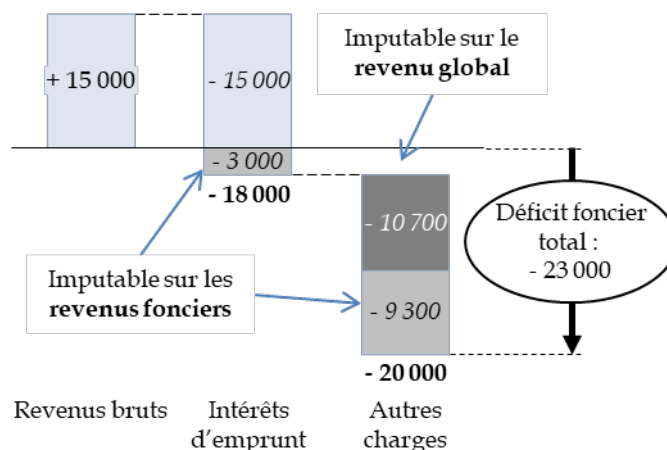 Imputable sur le
revenu global
+ 15 000
- 15 000
- 3 000
- 18 000
- 10 700
Déficit foncier
total :
- 23 000
Imputable sur les
revenus fonciers
- 9 300
- 20 000
Revenus bruts
Intérêts
d’emprunt
Autres
charges